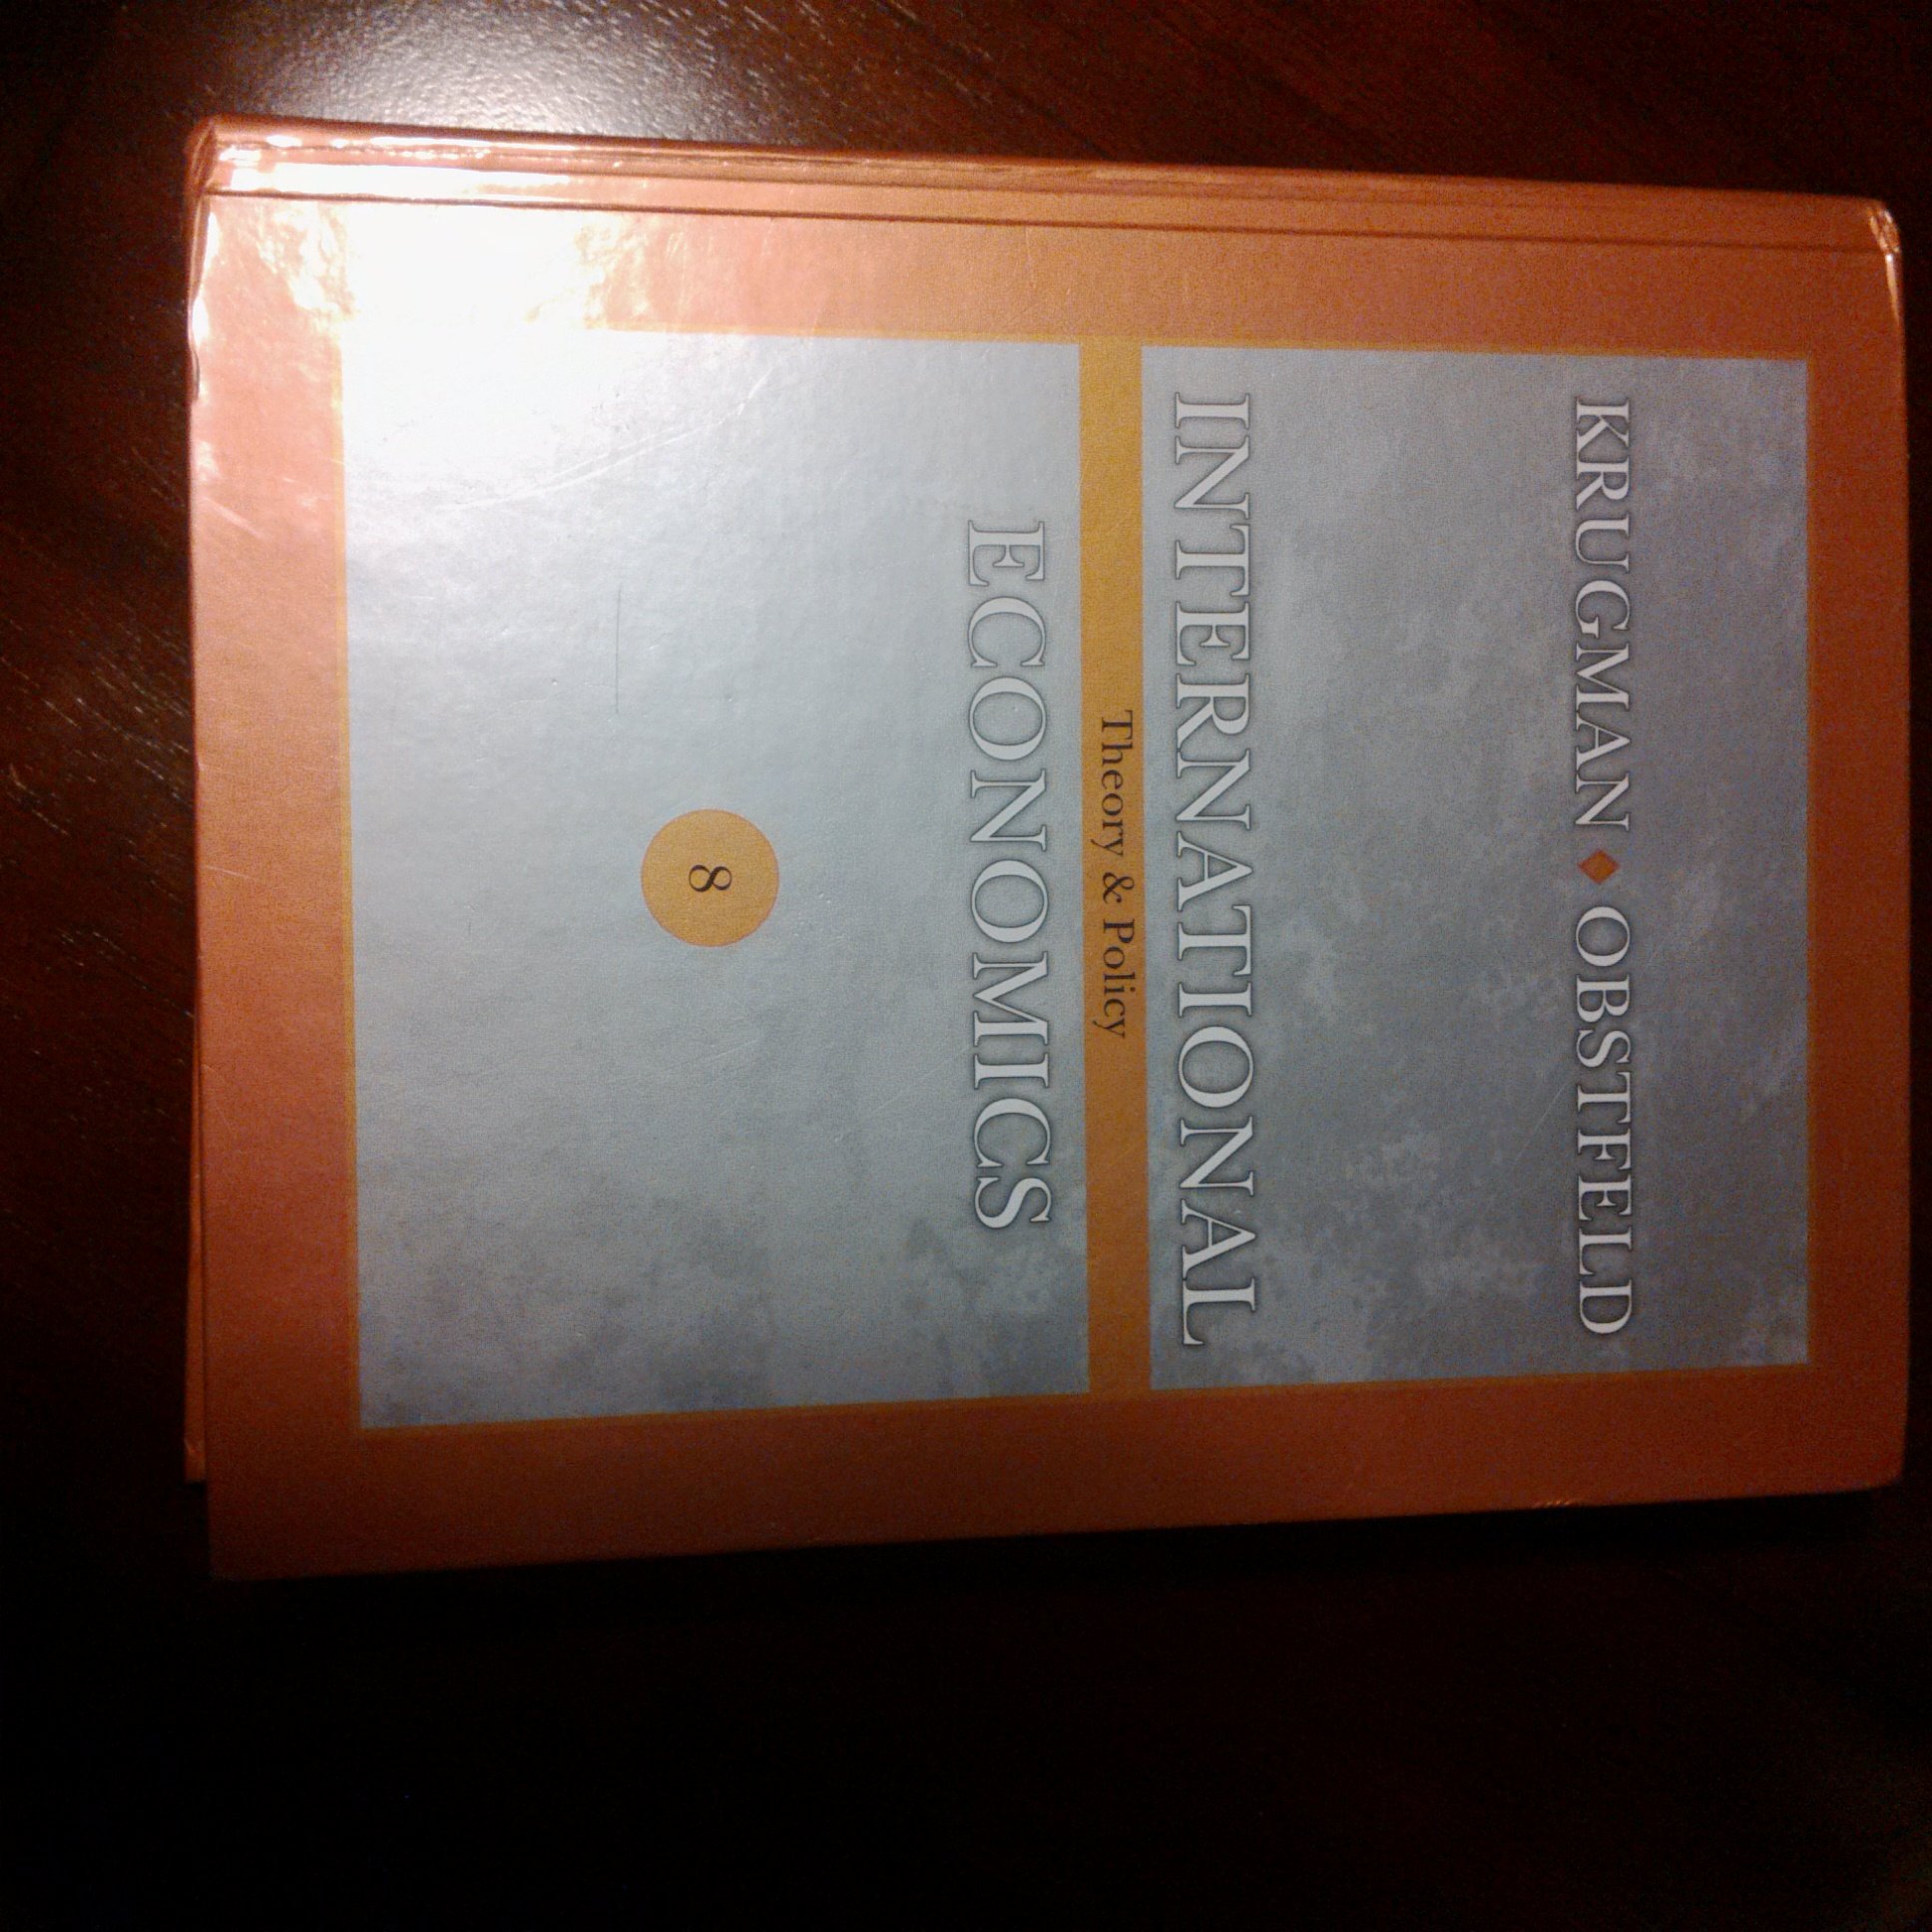 KRUGMAN ◆ OBSTFELD
INTERNATIONAL
Theory & Policy
ECONOMICS
8